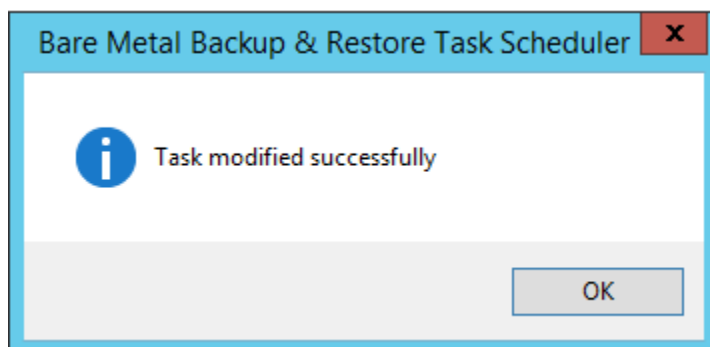 Bare Metal Backup & Restore Task Scheduler
Task modified successfully
OK